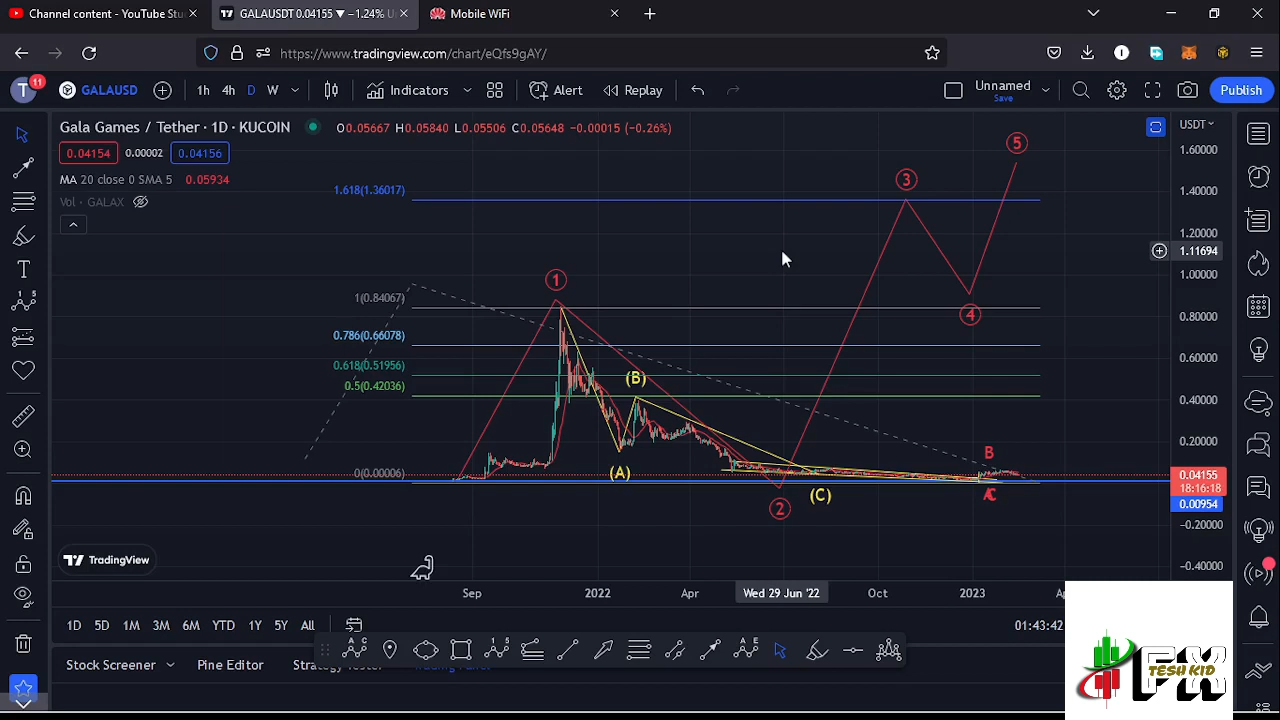 Channel content - YouTube Stu
GALAUSDT 0.04155 ▼ −1.24% U
Mobile WiFi
https://www.tradingview.com/chart/eQfs9gAY/
T
11
GALAUSD
1h
4h
D
W
Indicators
Alert
Replay
Unnamed
Save
Publish
Gala Games / Tether · 1D · KUCOIN
O0.05667 H0.05840 L0.05506 C0.05648 −0.00015 (−0.26%)
USDT
0.04154
0.00002
0.04156
MA 20 close 0 SMA 5 0.05934
Vol · GALAX
1.60000
1.40000
1.20000
1.11694
1.00000
0.80000
0.60000
0.40000
0.20000
0.04155
18:16:18
0.00954
-0.20000
-0.40000
1.618(1.36017)
1(0.84067)
0.786(0.66078)
0.618(0.51956)
0.5(0.42036)
0(0.00006)
1
2
3
4
5
(A)
(B)
(C)
B
A
C
TradingView
Sep
2022
Apr
Wed 29 Jun '22
Oct
2023
1D
5D
1M
3M
6M
YTD
1Y
5Y
All
01:43:42
Stock Screener
Pine Editor
FX
TESH KID